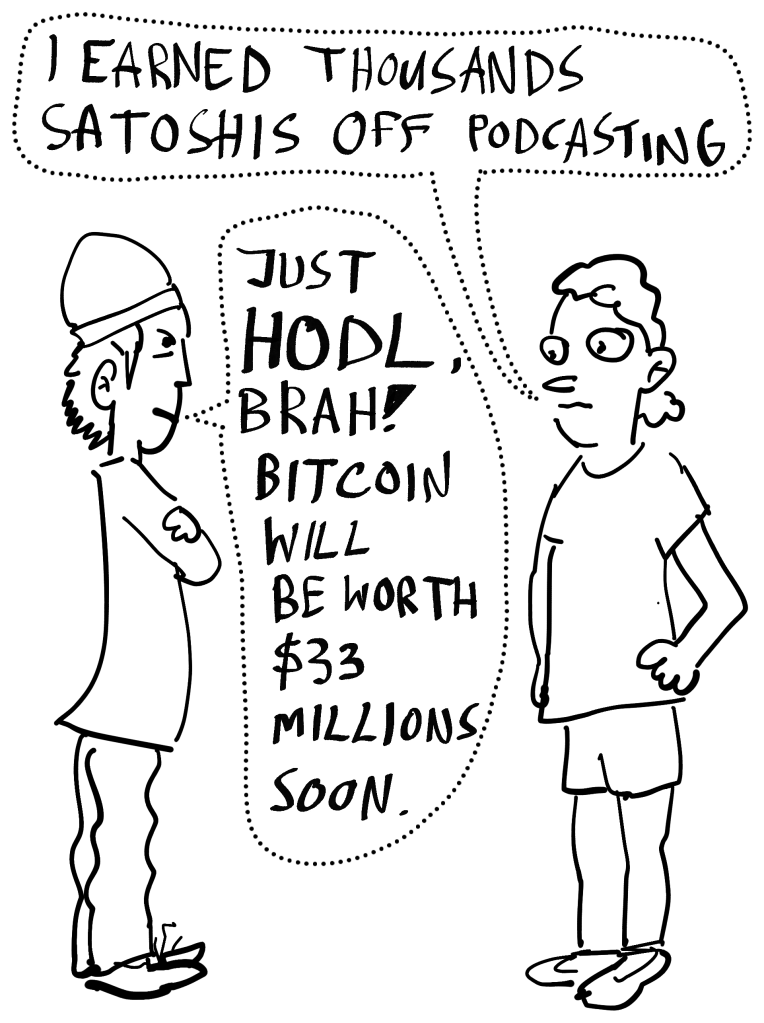 I EARNED THOUSANDS
SATOSHIS OFF PODCASTING
JUST
HODL,
BRAH!
BITCOIN
WILL
BE WORTH
$33
MILLIONS
SOON.